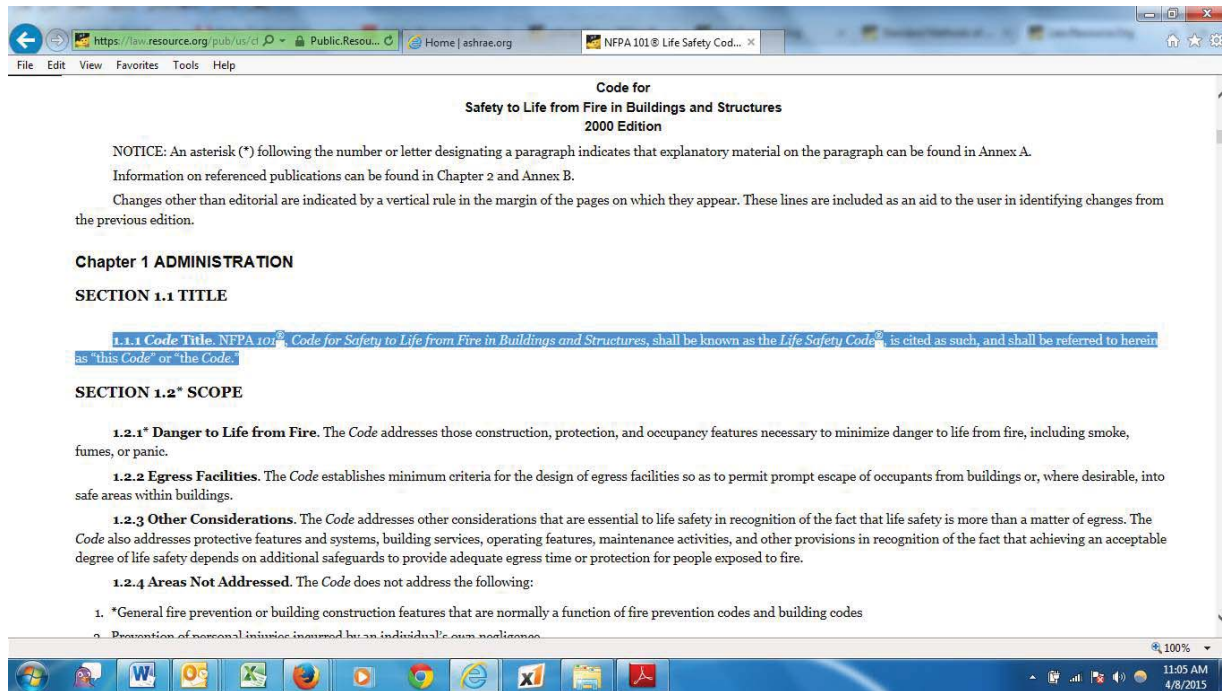 https://law.resource.org/pub/us/cf
Public.Resou...
Home | ashrae.org
NFPA 101® Life Safety Cod...
File Edit View Favorites Tools Help
Code for
Safety to Life from Fire in Buildings and Structures
2000 Edition
NOTICE: An asterisk (*) following the number or letter designating a paragraph indicates that explanatory material on the paragraph can be found in Annex A.
Information on referenced publications can be found in Chapter 2 and Annex B.
Changes other than editorial are indicated by a vertical rule in the margin of the pages on which they appear. These lines are included as an aid to the user in identifying changes from
the previous edition.
Chapter 1 ADMINISTRATION
SECTION 1.1 TITLE
1.1.1 Code Title. NFPA 101®, Code for Safety to Life from Fire in Buildings and Structures, shall be known as the Life Safety Code®, is cited as such, and shall be referred to herein
as “this Code” or “the Code.”
SECTION 1.2* SCOPE
1.2.1* Danger to Life from Fire. The Code addresses those construction, protection, and occupancy features necessary to minimize danger to life from fire, including smoke,
fumes, or panic.
1.2.2 Egress Facilities. The Code establishes minimum criteria for the design of egress facilities so as to permit prompt escape of occupants from buildings or, where desirable, into
safe areas within buildings.
1.2.3 Other Considerations. The Code addresses other considerations that are essential to life safety in recognition of the fact that life safety is more than a matter of egress. The
Code also addresses protective features and systems, building services, operating features, maintenance activities, and other provisions in recognition of the fact that achieving an acceptable
degree of life safety depends on additional safeguards to provide adequate egress time or protection for people exposed to fire.
1.2.4 Areas Not Addressed. The Code does not address the following:
1. *General fire prevention or building construction features that are normally a function of fire prevention codes and building codes
2. Prevention of personal injuries incurred by an individual’s own negligence
100%
11:05 AM
4/8/2015